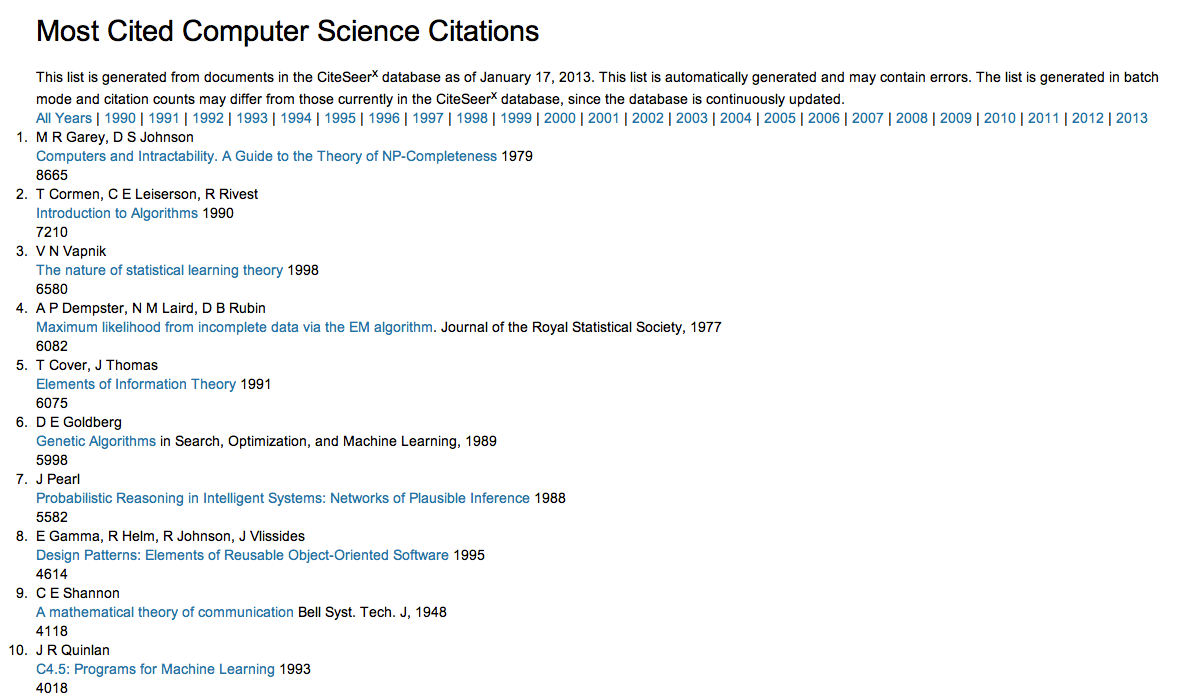 Most Cited Computer Science Citations
This list is generated from documents in the CiteSeerX database as of January 17, 2013. This list is automatically generated and may contain errors. The list is generated in batch
mode and citation counts may differ from those currently in the CiteSeerX database, since the database is continuously updated.
All Years | 1990 | 1991 | 1992 | 1993 | 1994 | 1995 | 1996 | 1997 | 1998 | 1999 | 2000 | 2001 | 2002 | 2003 | 2004 | 2005 | 2006 | 2007 | 2008 | 2009 | 2010 | 2011 | 2012 | 2013
1. M R Garey, D S Johnson
Computers and Intractability. A Guide to the Theory of NP-Completeness 1979
8665
2. T Cormen, C E Leiserson, R Rivest
Introduction to Algorithms 1990
7210
3. V N Vapnik
The nature of statistical learning theory 1998
6580
4. A P Dempster, N M Laird, D B Rubin
Maximum likelihood from incomplete data via the EM algorithm. Journal of the Royal Statistical Society, 1977
6082
5. T Cover, J Thomas
Elements of Information Theory 1991
6075
6. D E Goldberg
Genetic Algorithms in Search, Optimization, and Machine Learning, 1989
5998
7. J Pearl
Probabilistic Reasoning in Intelligent Systems: Networks of Plausible Inference 1988
5582
8. E Gamma, R Helm, R Johnson, J Vlissides
Design Patterns: Elements of Reusable Object-Oriented Software 1995
4614
9. C E Shannon
A mathematical theory of communication Bell Syst. Tech. J, 1948
4118
10. J R Quinlan
C4.5: Programs for Machine Learning 1993
4018